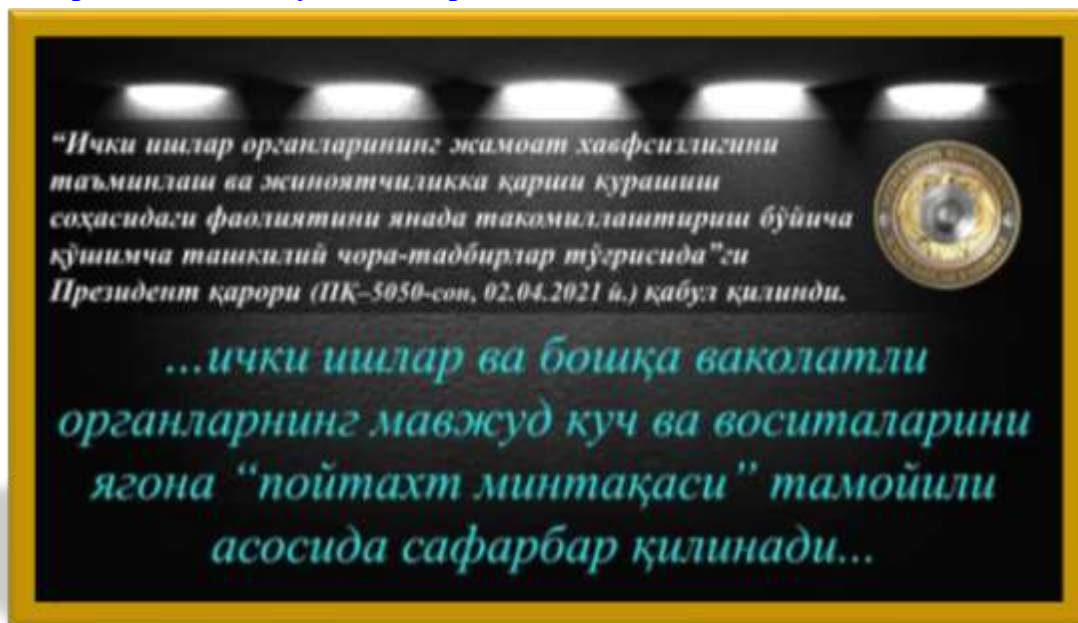 “Ички ишлар органларининг жамоат хавфсизлигини
таъминлаш ва жиноятчиликка қарши курашиш
соҳасидаги фаолиятини янада такомиллаштириш бўйича
қўшимча ташкилий чора-тадбирлар тўғрисида”ги
Президент қарори (ПҚ–5050-сон, 02.04.2021 й.) қабул қилинди.
...ички ишлар ва бошқа ваколатли
органларнинг мавжуд куч ва воситаларини
ягона “пойтахт минтақаси” тамойили
асосида сафарбар қилинади...